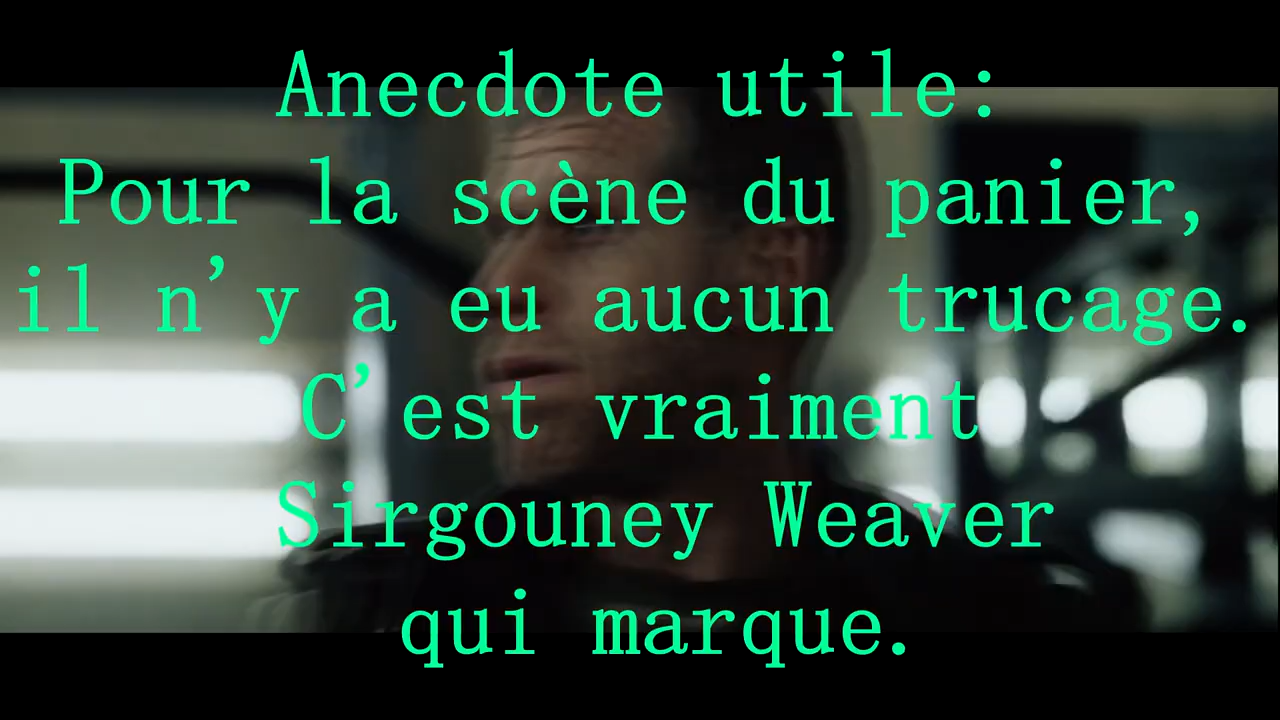 Anecdote utile:
Pour la scène du panier,
il n'y a eu aucun trucage.
C'est vraiment
Sirgouney Weaver
qui marque.